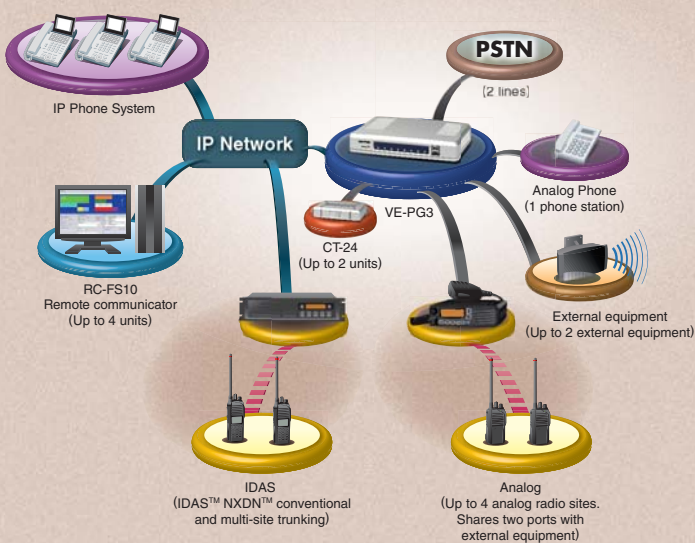 PSTN
(2 lines)
IP Phone System
IP Network
Analog Phone
(1 phone station)
VE-PG3
CT-24
(Up to 2 units)
RC-FS10
Remote communicator
(Up to 4 units)
External equipment
(Up to 2 external equipment)
IDAS
(IDAS™ NXDN™ conventional
and multi-site trunking)
Analog
(Up to 4 analog radio sites.
Shares two ports with
external equipment)